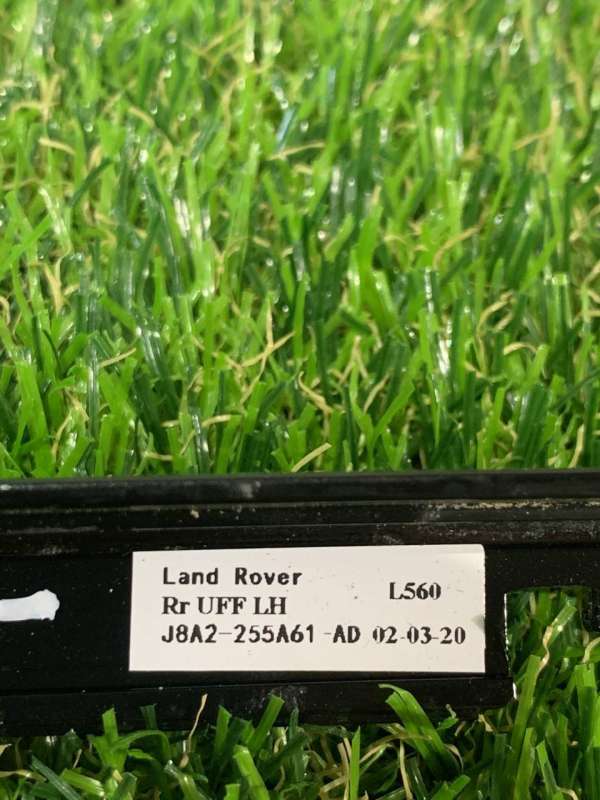 Land Rover
L560
Rr UFF LH
J8A2-255A61-AD 02-03-20